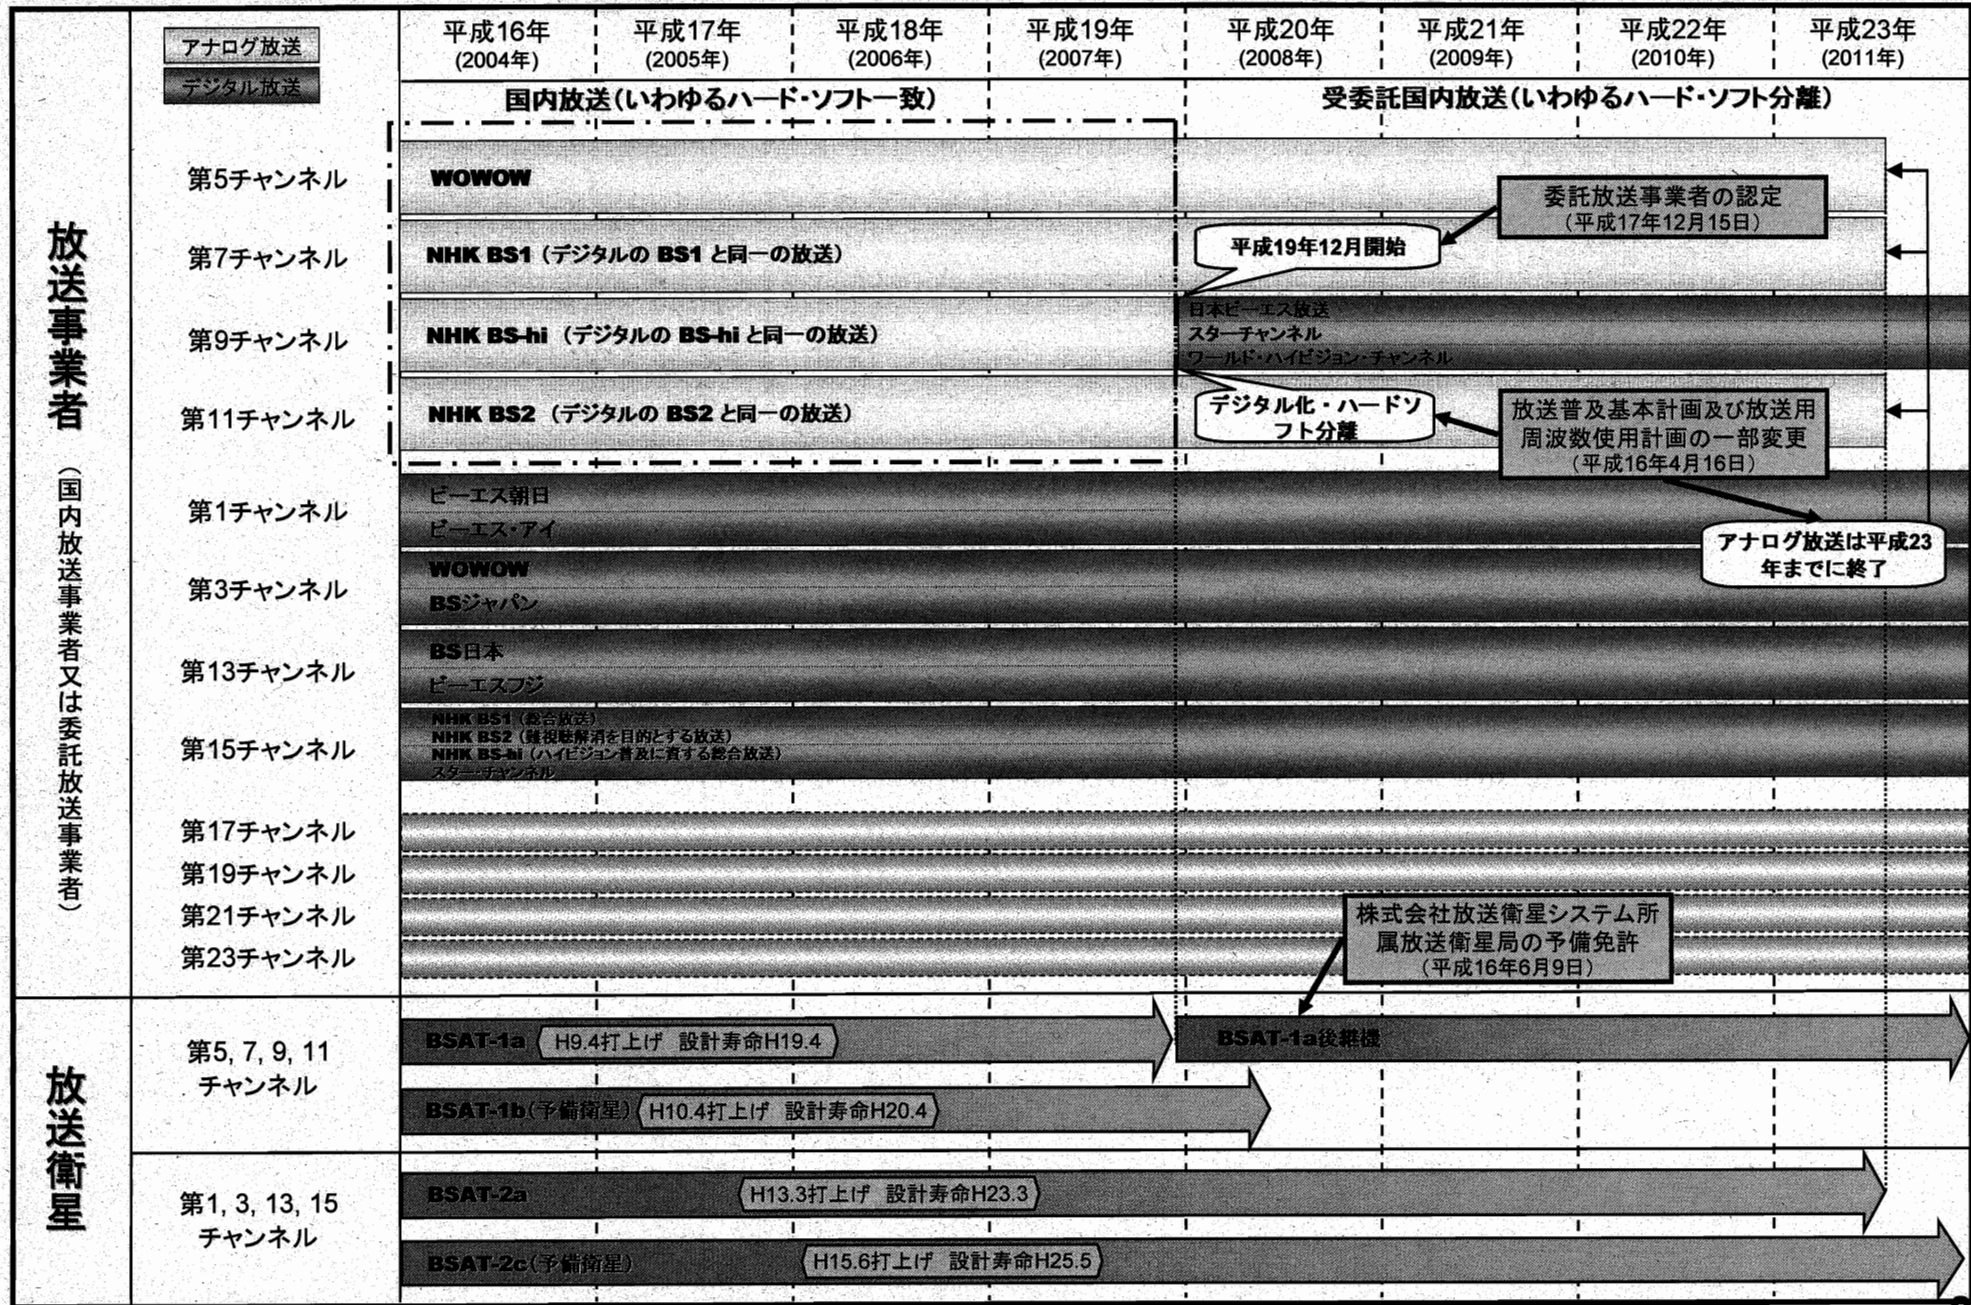 アナログ放送
デジタル放送
平成16年
(2004年)
平成17年
(2005年)
平成18年
(2006年)
平成19年
(2007年)
平成20年
(2008年)
平成21年
(2009年)
平成22年
(2010年)
平成23年
(2011年)
国内放送(いわゆるハード・ソフト一致)
受委託国内放送(いわゆるハード・ソフト分離)
放送事業者
(国内放送事業者又は委託放送事業者)
第5チャンネル
WOWOW
委託放送事業者の認定
(平成17年12月15日)
第7チャンネル
NHK BS1 (デジタルの BS1 と同一の放送)
平成19年12月開始
第9チャンネル
NHK BS-hi (デジタルの BS-hi と同一の放送)
日本ビーエス放送
スターチャンネル
ワールド・ハイビジョン・チャンネル
第11チャンネル
NHK BS2 (デジタルの BS2 と同一の放送)
デジタル化・ハードソ
フト分離
放送普及基本計画及び放送用
周波数使用計画の一部変更
(平成16年4月16日)
第1チャンネル
ビーエス朝日
ビーエス・アイ
アナログ放送は平成23
年までに終了
第3チャンネル
WOWOW
BSジャパン
第13チャンネル
BS日本
ビーエスフジ
第15チャンネル
NHK BS1 (総合放送)
NHK BS2 (難視聴解消を目的とする放送)
NHK BS-hi (ハイビジョン普及に資する総合放送)
スター・チャンネル
第17チャンネル
第19チャンネル
第21チャンネル
第23チャンネル
株式会社放送衛星システム所
属放送衛星局の予備免許
(平成16年6月9日)
放送衛星
第5, 7, 9, 11
チャンネル
BSAT-1a
H9.4打上げ 設計寿命H19.4
BSAT-1a後継機
BSAT-1b(予備衛星)
H10.4打上げ 設計寿命H20.4
第1, 3, 13, 15
チャンネル
BSAT-2a
H13.3打上げ 設計寿命H23.3
BSAT-2c(予備衛星)
H15.6打上げ 設計寿命H25.5